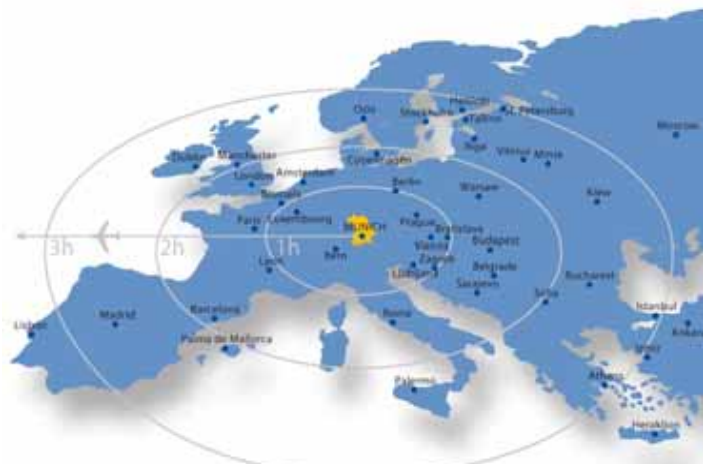 Oslo
Stockholm
Helsinki
Tallinn
St. Petersburg
Riga
Moscow
Dublin
Manchester
Copenhagen
Vilnius
Minsk
London
Amsterdam
Berlin
Warsaw
Kiew
Brussels
Luxembourg
Paris
Prague
MUNICH
Bratislava
Vienna
Budapest
3h
2h
1h
Bern
Lyon
Zagreb
Ljubljana
Belgrade
Sarajevo
Bucharest
Sofia
Barcelona
Rome
Istanbul
Madrid
Lisbon
Palma de Mallorca
Ankara
Izmir
Palermo
Athens
Heraklion